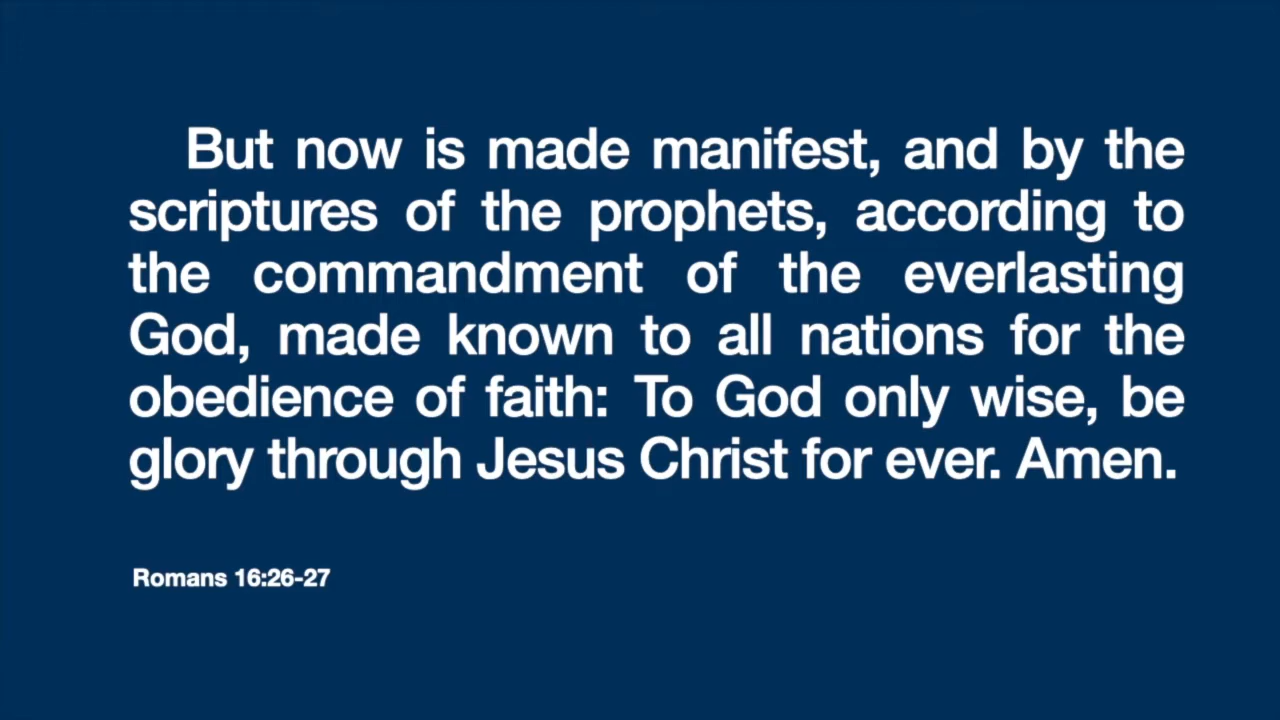 But now is made manifest, and by the
scriptures of the prophets, according to
the commandment of the everlasting
God, made known to all nations for the
obedience of faith: To God only wise, be
glory through Jesus Christ for ever. Amen.
Romans 16:26-27